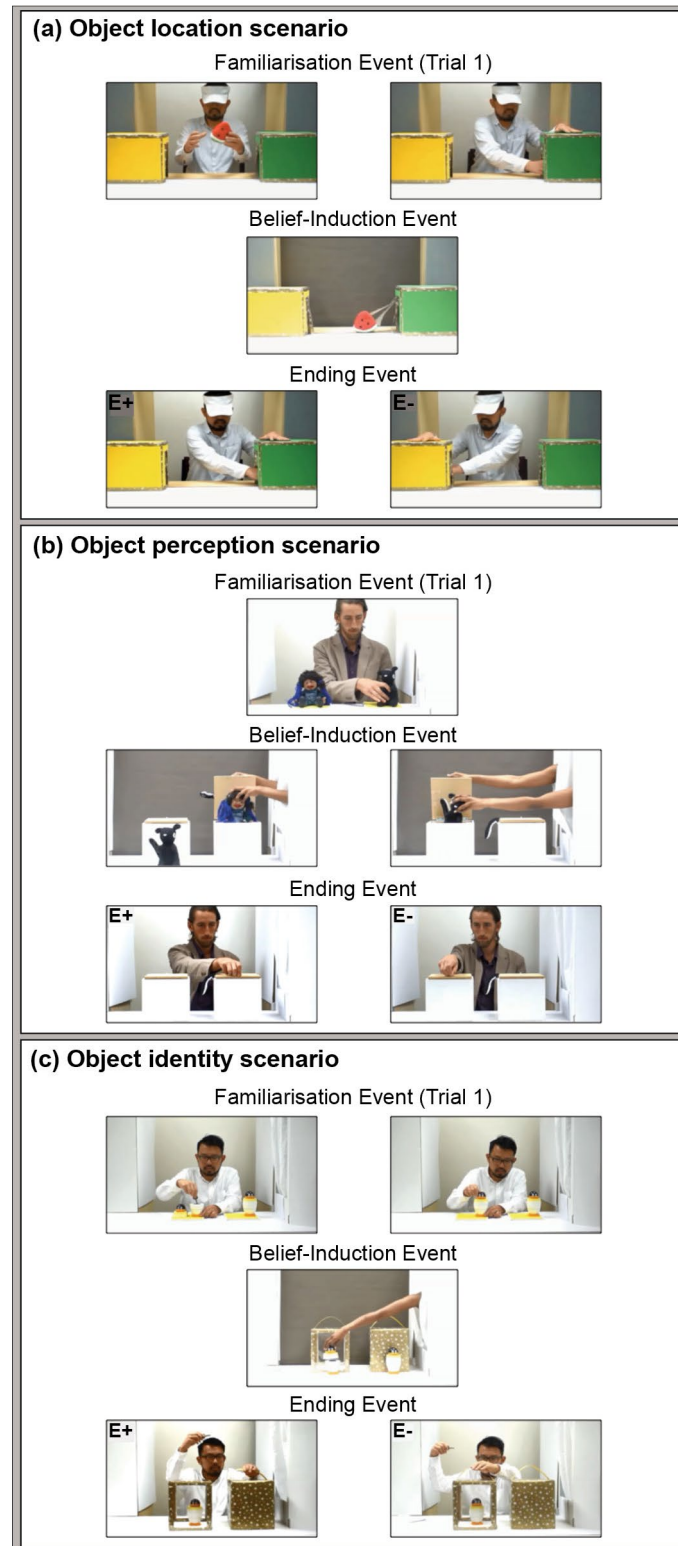 (a) Object location scenario
Familiarisation Event (Trial 1)
Belief-Induction Event
Ending Event
E+
E-
(b) Object perception scenario
Familiarisation Event (Trial 1)
Belief-Induction Event
Ending Event
E+
E-
(c) Object identity scenario
Familiarisation Event (Trial 1)
Belief-Induction Event
Ending Event
E+
E-